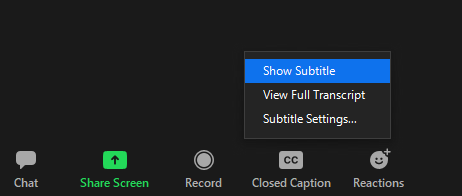 Show Subtitle
View Full Transcript
Subtitle Settings...
CC
Chat
Share Screen
Record
Closed Caption
Reactions